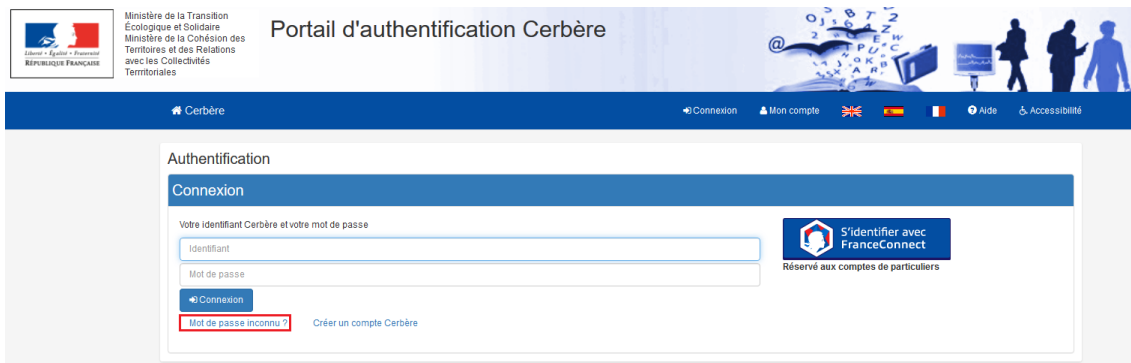 Ministère de la Transition
Écologique et Solidaire
Ministère de la Cohésion des
Territoires et des Relations
avec les Collectivités
Terrritoriales
Liberté • Égalité • Fraternité
RÉPUBLIQUE FRANÇAISE
Portail d'authentification Cerbère
Cerbère
Connexion
Mon compte
Aide
Accessibilité
Authentification
Connexion
Votre identifiant Cerbère et votre mot de passe
Identifiant
Mot de passe
Connexion
Mot de passe inconnu ?
Créer un compte Cerbère
S'identifier avec
FranceConnect
Réservé aux comptes de particuliers